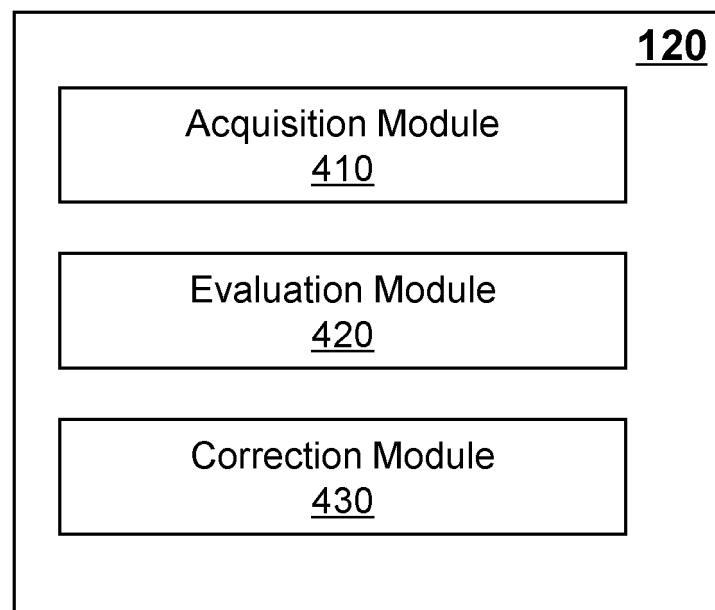 120
Acquisition Module
410
Evaluation Module
420
Correction Module
430